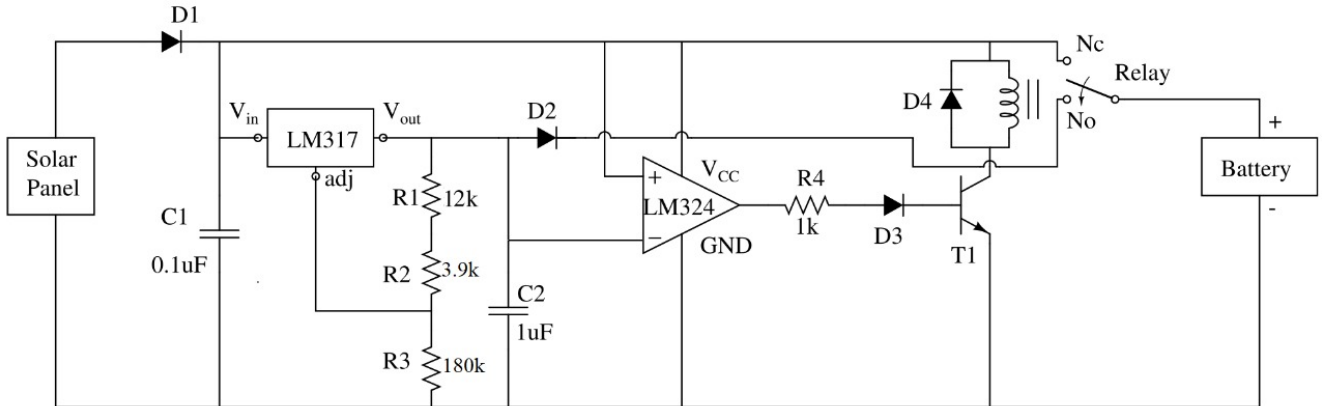 D1
Nc
Relay
No
D4
Vin
Vout
D2
LM317
adj
Solar
Panel
R1
12k
+
VCC
LM324
−
GND
R4
1k
D3
T1
+
Battery
-
C1
0.1uF
R2
3.9k
C2
1uF
R3
180k